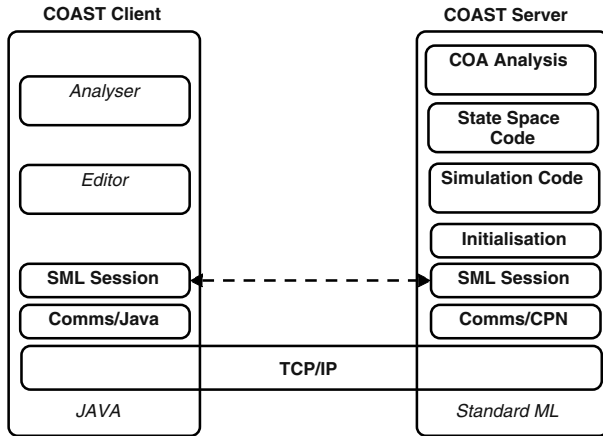 COAST Client
Analyser
Editor
SML Session
Comms/Java
COAST Server
COA Analysis
State Space
Code
Simulation Code
Initialisation
SML Session
Comms/CPN
TCP/IP
JAVA
Standard ML